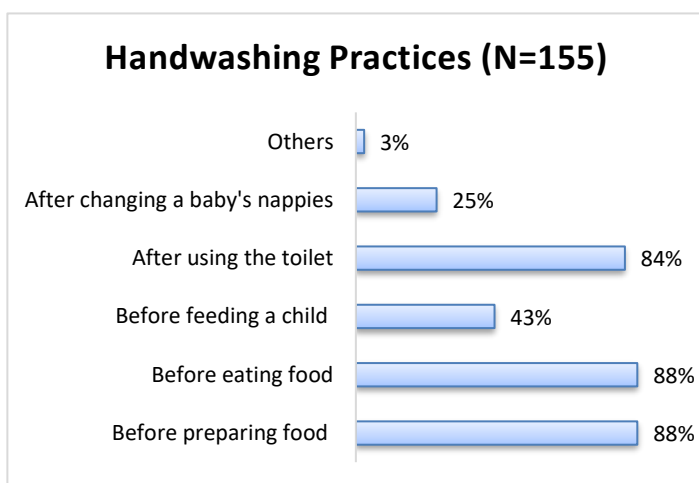 Handwashing Practices (N=155)
Others 3%
After changing a baby's nappies 25%
After using the toilet 84%
Before feeding a child 43%
Before eating food 88%
Before preparing food 88%